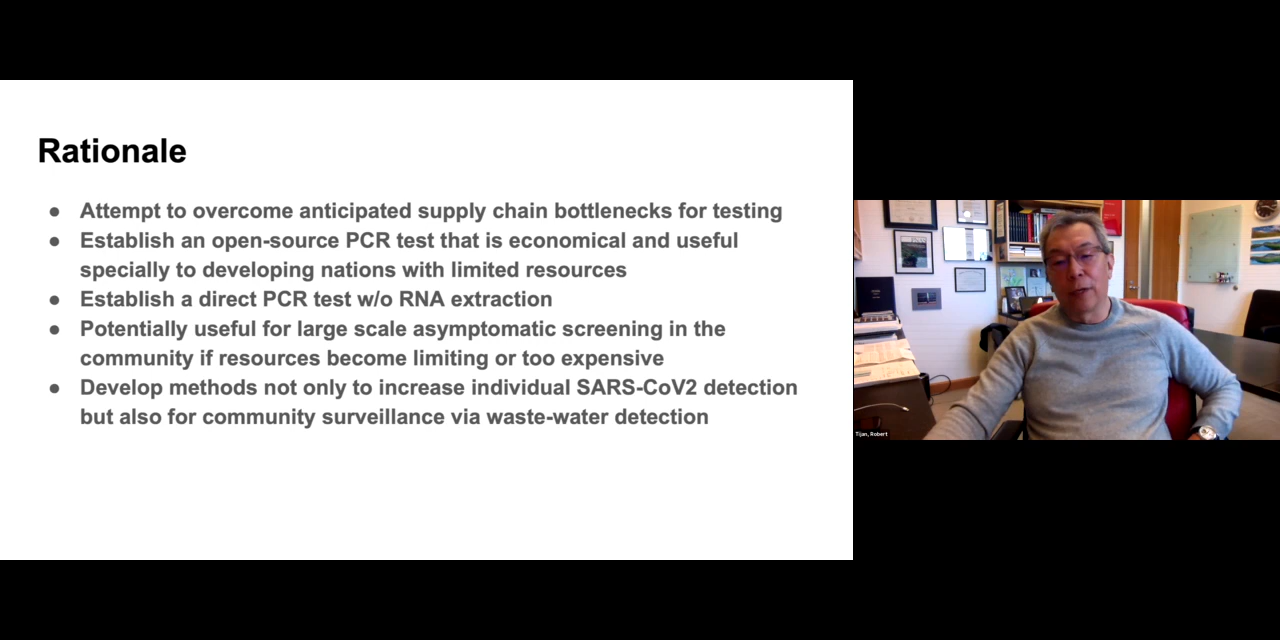 Rationale
● Attempt to overcome anticipated supply chain bottlenecks for testing
● Establish an open-source PCR test that is economical and useful
specially to developing nations with limited resources
● Establish a direct PCR test w/o RNA extraction
● Potentially useful for large scale asymptomatic screening in the
community if resources become limiting or too expensive
● Develop methods not only to increase individual SARS-CoV2 detection
but also for community surveillance via waste-water detection
Tjian, Robert